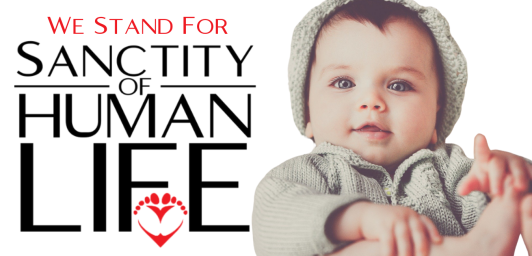 We Stand For
Sanctity
of
Human
Life